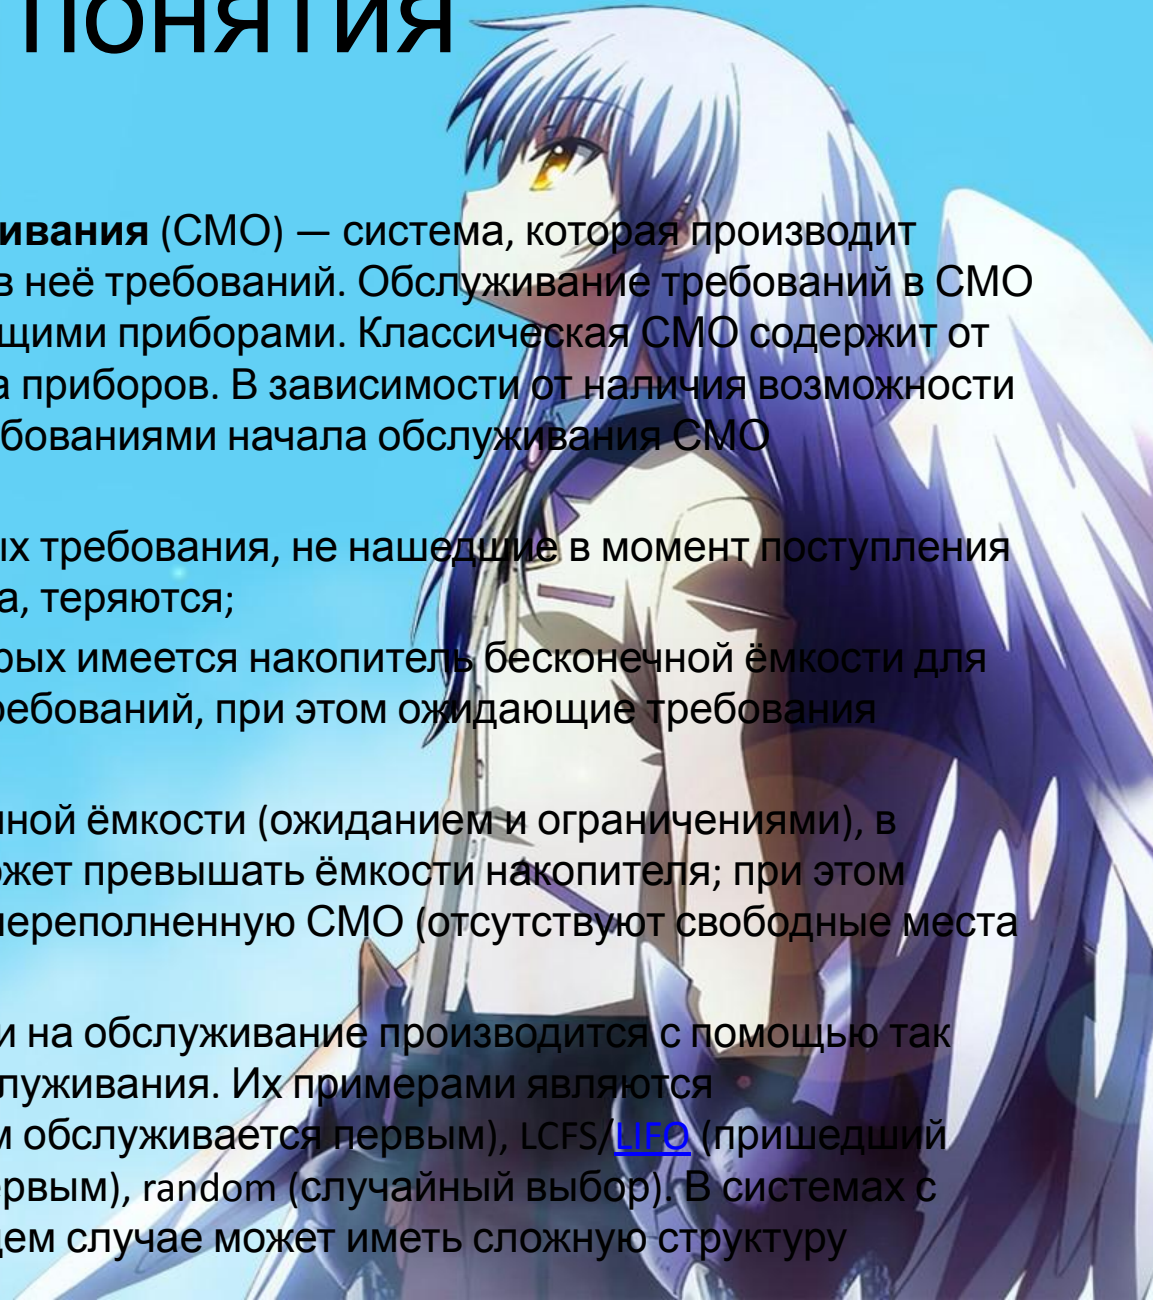 понятия
ивания (СМО) — система, которая производит
в неё требований. Обслуживание требований в СМО
щими приборами. Классическая СМО содержит от
а приборов. В зависимости от наличия возможности
бованиями начала обслуживания СМО
ых требования, не нашедшие в момент поступления
а, теряются;
рых имеется накопитель бесконечной ёмкости для
ребований, при этом ожидающие требования
нной ёмкости (ожиданием и ограничениями), в
ожет превышать ёмкости накопителя; при этом
переполненную СМО (отсутствуют свободные места
и на обслуживание производится с помощью так
луживания. Их примерами являются
м обслуживается первым), LCFS/LIFO (пришедший
ервым), random (случайный выбор). В системах с
щем случае может иметь сложную структуру